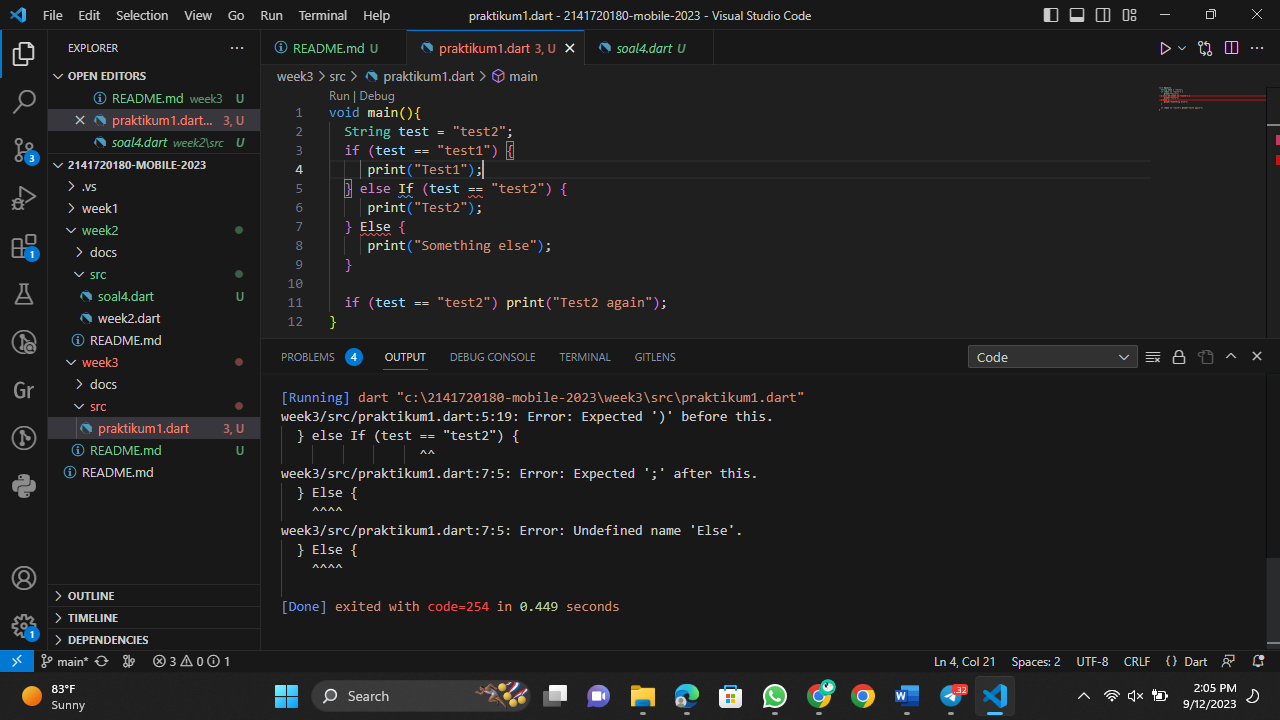 File Edit Selection View Go Run Terminal Help praktikum1.dart - 2141720180-mobile-2023 - Visual Studio Code
EXPLORER
OPEN EDITORS
README.md week3 U
praktikum1.dart... 3, U
soal4.dart week2\src U
2141720180-MOBILE-2023
.vs
week1
week2
docs
src
soal4.dart U
week2.dart
README.md
week3
docs
src
praktikum1.dart 3, U
README.md U
README.md
OUTLINE
TIMELINE
DEPENDENCIES
3
1
Gr
1
README.md U praktikum1.dart 3, U soal4.dart U
week3 > src > praktikum1.dart > main
Run | Debug
1 void main(){
2 String test = "test2";
3 if (test == "test1") {
4 print("Test1");
5 } else If (test == "test2") {
6 print("Test2");
7 } Else {
8 print("Something else");
9 }
10
11 if (test == "test2") print("Test2 again");
12 }
PROBLEMS 4 OUTPUT DEBUG CONSOLE TERMINAL GITLENS Code
[Running] dart "c:\2141720180-mobile-2023\week3\src\praktikum1.dart"
week3/src/praktikum1.dart:5:19: Error: Expected ')' before this.
} else If (test == "test2") {
^^
week3/src/praktikum1.dart:7:5: Error: Expected ';' after this.
} Else {
^^^^
week3/src/praktikum1.dart:7:5: Error: Undefined name 'Else'.
} Else {
^^^^
[Done] exited with code=254 in 0.449 seconds
main* 3 0 1 Ln 4, Col 21 Spaces: 2 UTF-8 CRLF { } Dart
83°F
Sunny
Search
32
2:05 PM
9/12/2023